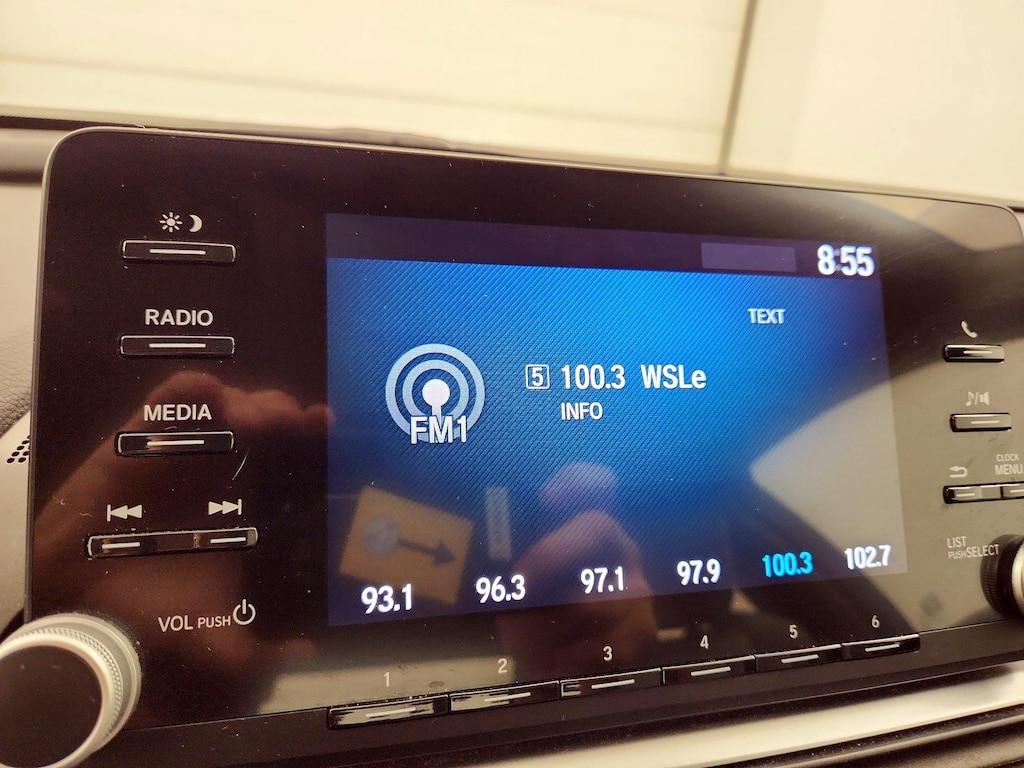 8:55
RADIO
TEXT
5 100.3 WSLe
INFO
FM1
MEDIA
CLOCK
MENU
LIST
PUSH SELECT
93.1 96.3 97.1 97.9 100.3 102.7
VOL PUSH
1 2 3 4 5 6